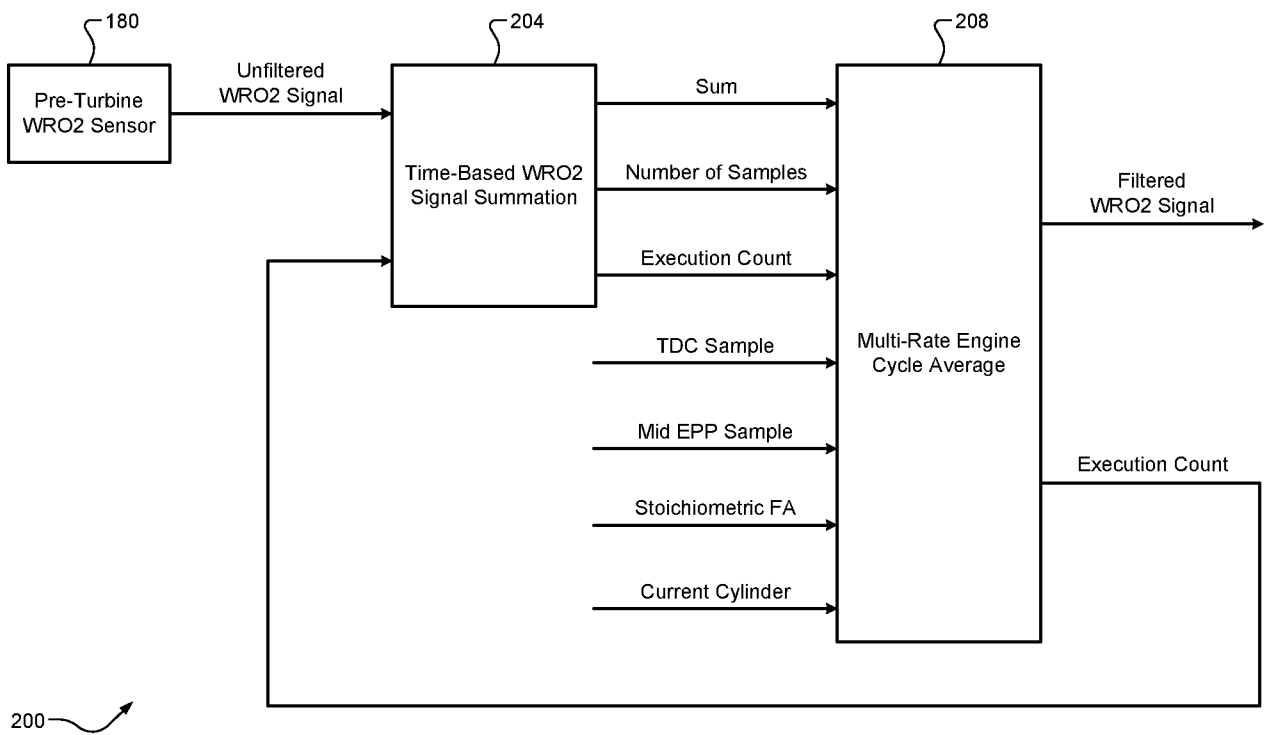 180
204
208
Pre-Turbine
WRO2 Sensor
Unfiltered
WRO2 Signal
Time-Based WRO2
Signal Summation
Sum
Number of Samples
Execution Count
TDC Sample
Mid EPP Sample
Stoichiometric FA
Current Cylinder
Multi-Rate Engine
Cycle Average
Filtered
WRO2 Signal
Execution Count
200